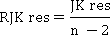 RJK res = JK res / n − 2